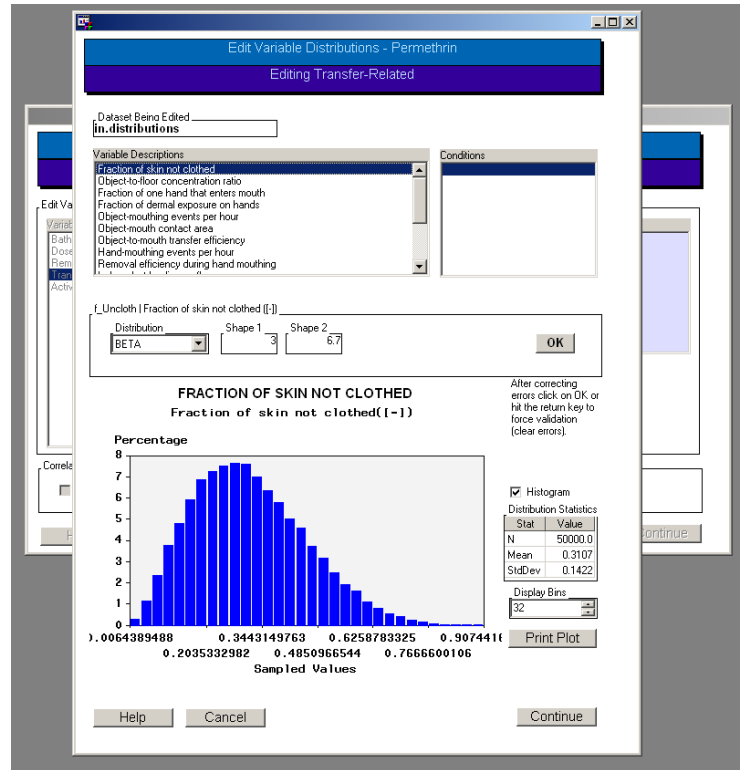 Edit Variable Distributions - Permethrin
Editing Transfer-Related
Dataset Being Edited
in.distributions
Variable Descriptions
Conditions
Fraction of skin not clothed
Object-to-floor concentration ratio
Fraction of one hand that enters mouth
Fraction of dermal exposure on hands
Object-mouthing events per hour
Object-mouth contact area
Object-to-mouth transfer efficiency
Hand-mouthing events per hour
Removal efficiency during hand mouthing
Edit Va
Variab
Bath
Dose
Rem
Tran
Activ
f_Uncloth | Fraction of skin not clothed ([-])
Distribution
Shape 1
Shape 2
BETA
3
6.7
OK
FRACTION OF SKIN NOT CLOTHED
Fraction of skin not clothed([-])
After correcting
errors click on OK or
hit the return key to
force validation
(clear errors).
Percentage
8
7
6
5
4
3
2
1
0
0.0064389488 0.3443149763 0.6258783325 0.9074416
0.2035332982 0.4850966544 0.7666600106
Sampled Values
Histogram
Distribution Statistics
Stat Value
N 50000.0
Mean 0.3107
StdDev 0.1422
Display Bins
32
Print Plot
Correla
H
Continue
Help
Cancel
Continue